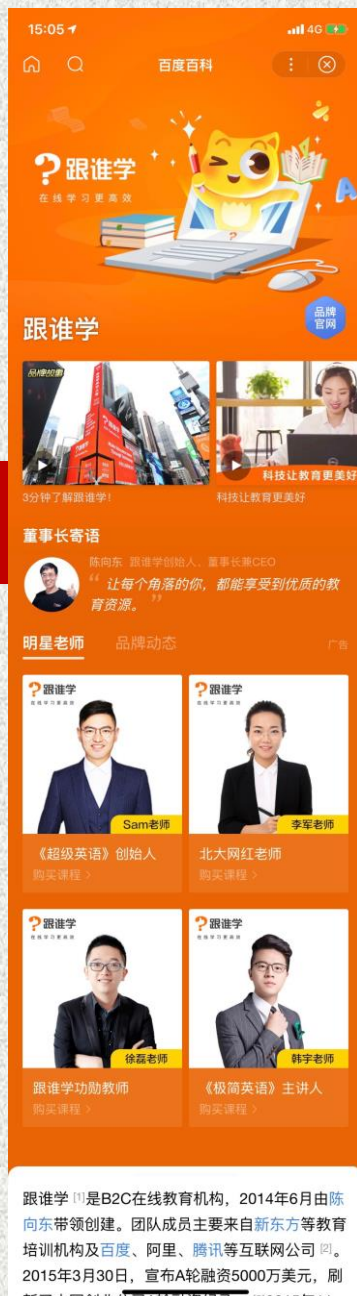 15:05
4G
百度百科
?跟谁学
在线学习更高效
跟谁学
品牌
官网
品牌视窗
科技让教育更美好
3分钟了解跟谁学!
科技让教育更美好
董事长寄语
陈向东 跟谁学创始人、董事长兼CEO
“ 让每个角落的你，都能享受到优质的教
育资源。”
明星老师
品牌动态
广告
?跟谁学
在线学习更高效
Sam老师
《超级英语》创始人
购买课程 >
?跟谁学
在线学习更高效
李军老师
北大网红老师
购买课程 >
?跟谁学
在线学习更高效
徐磊老师
跟谁学功勋教师
购买课程 >
?跟谁学
在线学习更高效
韩宇老师
《极简英语》主讲人
购买课程 >
跟谁学 [1]是B2C在线教育机构，2014年6月由陈
向东带领创建。团队成员主要来自新东方等教育
培训机构及百度、阿里、腾讯等互联网公司 [2]。
2015年3月30日，宣布A轮融资5000万美元，刷